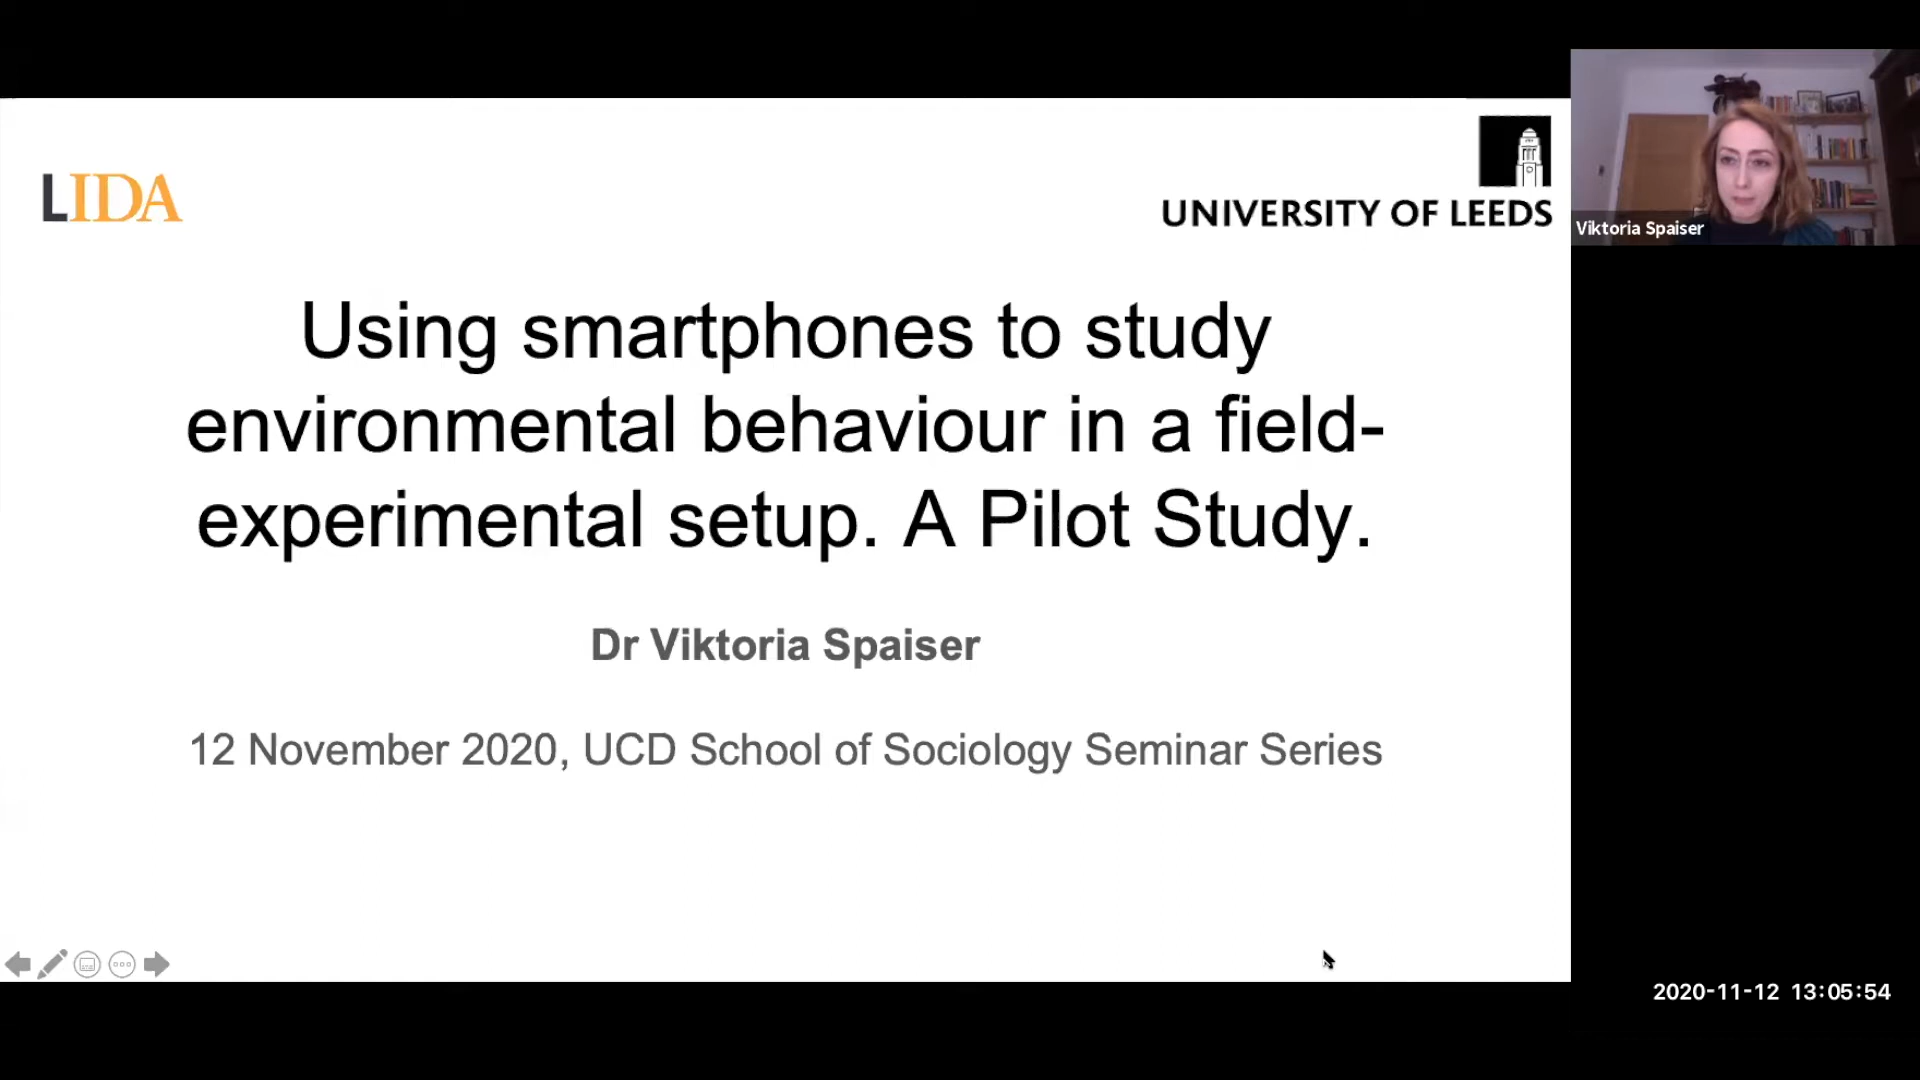 LIDA
UNIVERSITY OF LEEDS
Viktoria Spaiser
Using smartphones to study
environmental behaviour in a field-
experimental setup. A Pilot Study.
Dr Viktoria Spaiser
12 November 2020, UCD School of Sociology Seminar Series
2020-11-12 13:05:54